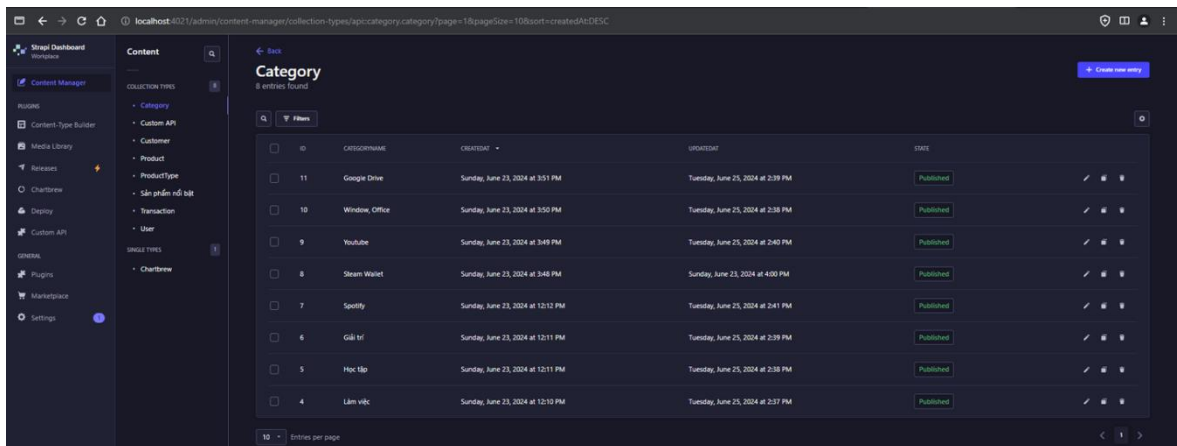 localhost:4021/admin/content-manager/collection-types/api::category.category?page=1&pageSize=10&sort=createdAt:DESC
Strapi Dashboard
Workplace
Content Manager
PLUGINS
Content-Type Builder
Media Library
Releases
Chartbrew
Deploy
Custom API
GENERAL
Plugins
Marketplace
Settings
1
Content
COLLECTION TYPES 8
Category
Custom API
Customer
Product
ProductType
Sản phẩm nổi bật
Transaction
User
SINGLE TYPES 1
Chartbrew
Back
Category
8 entries found
+ Create new entry
Filters
ID CATEGORYNAME CREATEDAT UPDATEDAT STATE
11 Google Drive Sunday, June 23, 2024 at 3:51 PM Tuesday, June 25, 2024 at 2:39 PM Published
10 Window, Office Sunday, June 23, 2024 at 3:50 PM Tuesday, June 25, 2024 at 2:38 PM Published
9 Youtube Sunday, June 23, 2024 at 3:49 PM Tuesday, June 25, 2024 at 2:40 PM Published
8 Steam Wallet Sunday, June 23, 2024 at 3:48 PM Sunday, June 23, 2024 at 4:00 PM Published
7 Spotify Sunday, June 23, 2024 at 12:12 PM Tuesday, June 25, 2024 at 2:41 PM Published
6 Giải trí Sunday, June 23, 2024 at 12:11 PM Tuesday, June 25, 2024 at 2:39 PM Published
5 Học tập Sunday, June 23, 2024 at 12:11 PM Tuesday, June 25, 2024 at 2:38 PM Published
4 Làm việc Sunday, June 23, 2024 at 12:10 PM Tuesday, June 25, 2024 at 2:37 PM Published
10 Entries per page
1